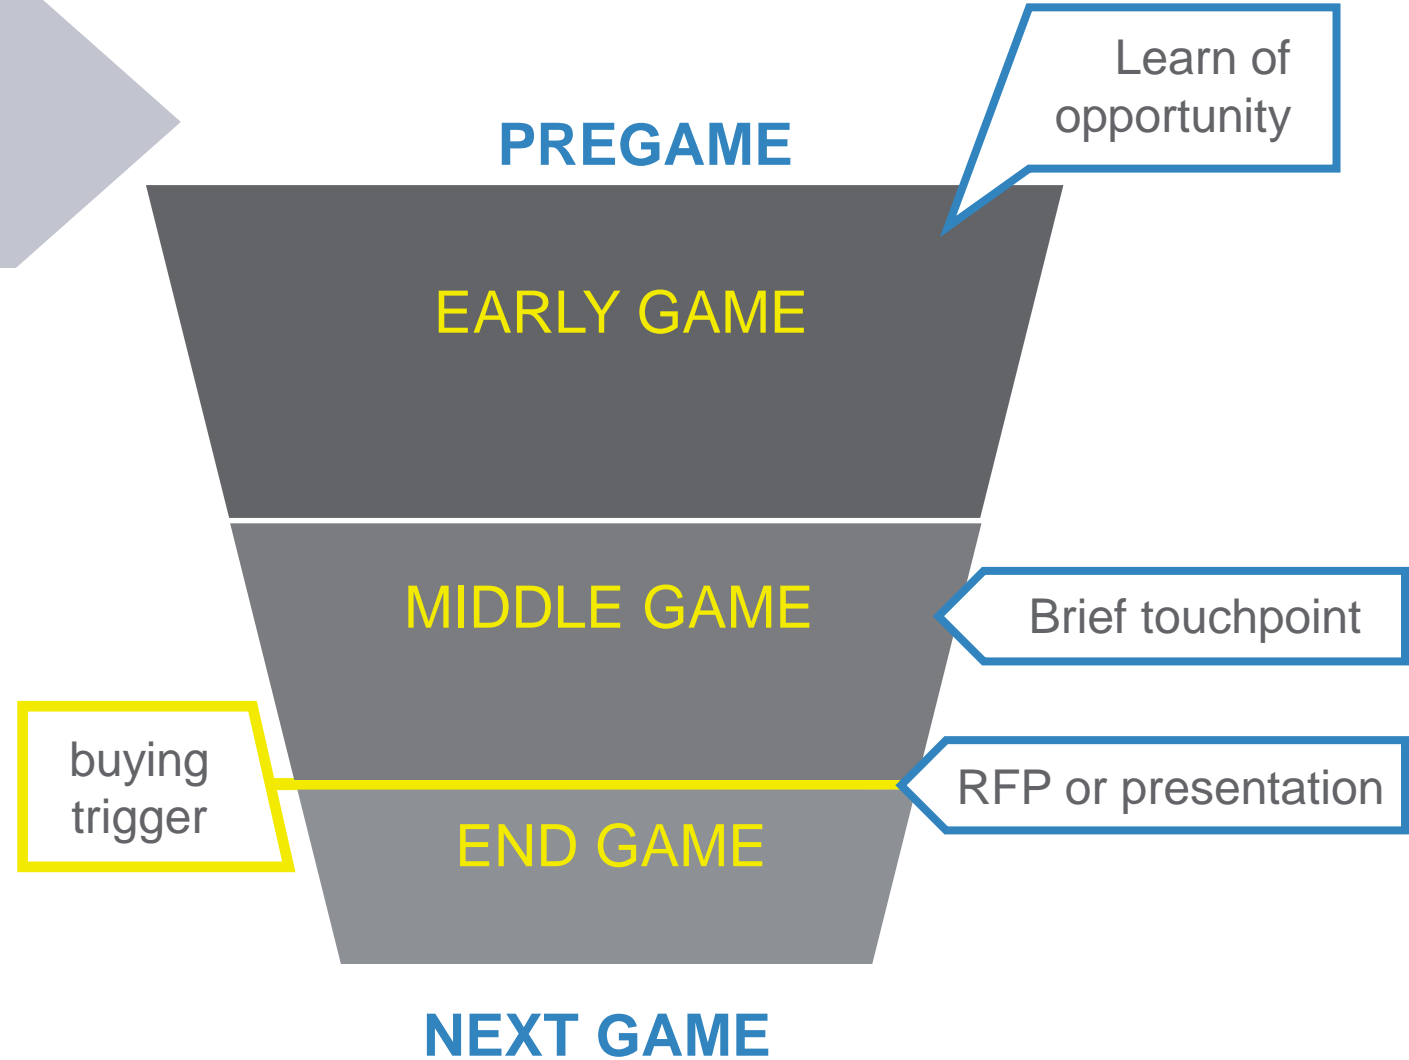 Learn of
opportunity
PREGAME
EARLY GAME
MIDDLE GAME
Brief touchpoint
buying
trigger
RFP or presentation
END GAME
NEXT GAME